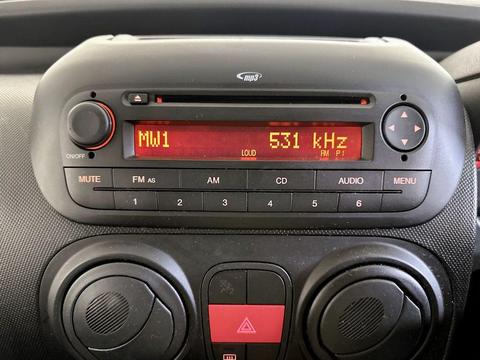 mp3
MW1 531 kHz
LOUD AM P1
ON/OFF
MUTE FM AS AM CD AUDIO MENU
1 2 3 4 5 6